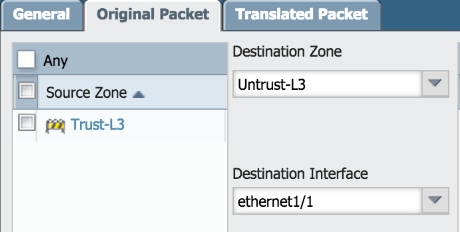 General
Original Packet
Translated Packet
Any
Source Zone
Trust-L3
Destination Zone
Untrust-L3
Destination Interface
ethernet1/1